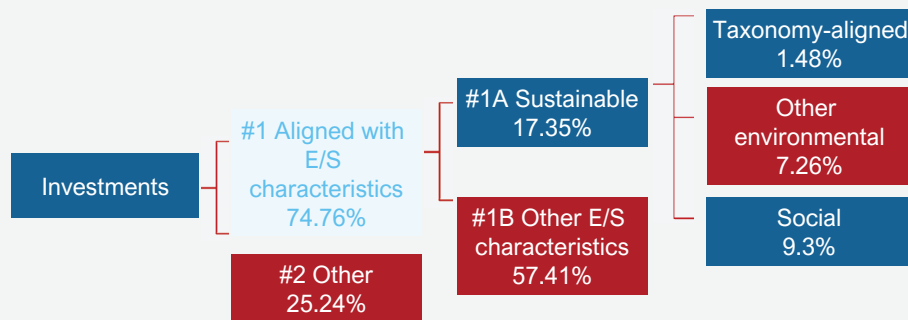 Investments
#1 Aligned with
E/S
characteristics
74.76%
#2 Other
25.24%
#1A Sustainable
17.35%
#1B Other E/S
characteristics
57.41%
Taxonomy-aligned
1.48%
Other
environmental
7.26%
Social
9.3%